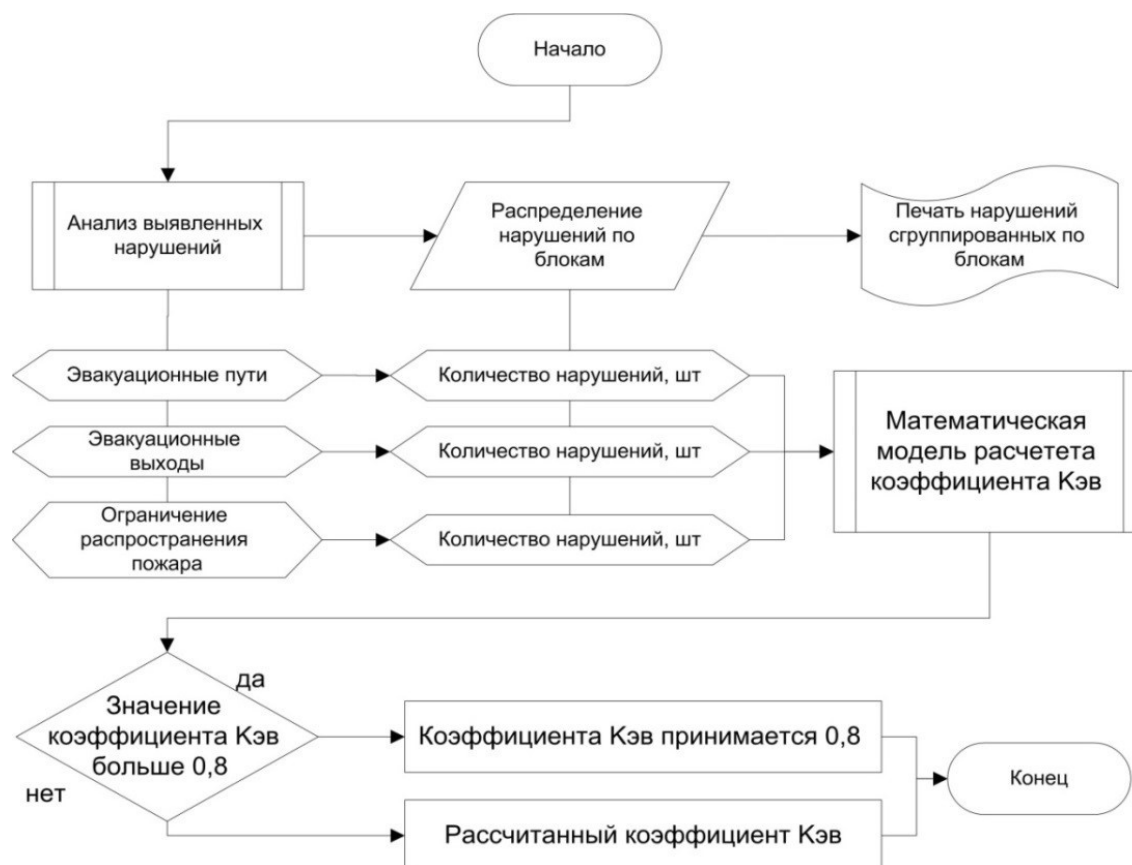 Начало
Анализ выявленных
нарушений
Распределение
нарушений по
блокам
Печать нарушений
сгруппированных по
блокам
Эвакуационные пути
Количество нарушений, шт
Эвакуационные
выходы
Количество нарушений, шт
Ограничение
распространения
пожара
Количество нарушений, шт
Математическая
модель расчетета
коэффициента Кэв
да
Значение
коэффициента Кэв
больше 0,8
нет
Коэффициента Кэв принимается 0,8
Рассчитанный коэффициент Кэв
Конец